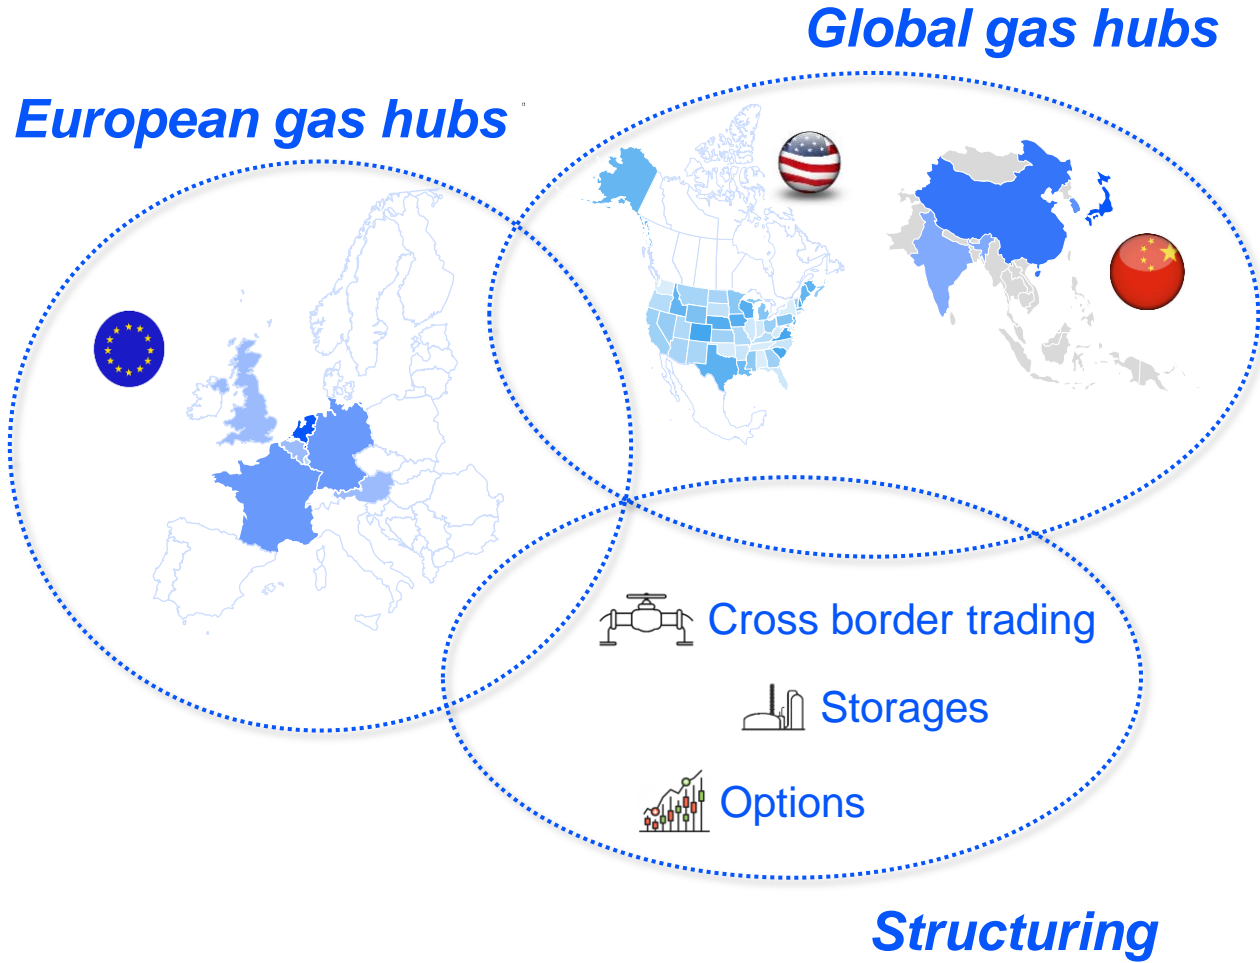 Global gas hubs
European gas hubs
Cross border trading
Storages
Options
Structuring